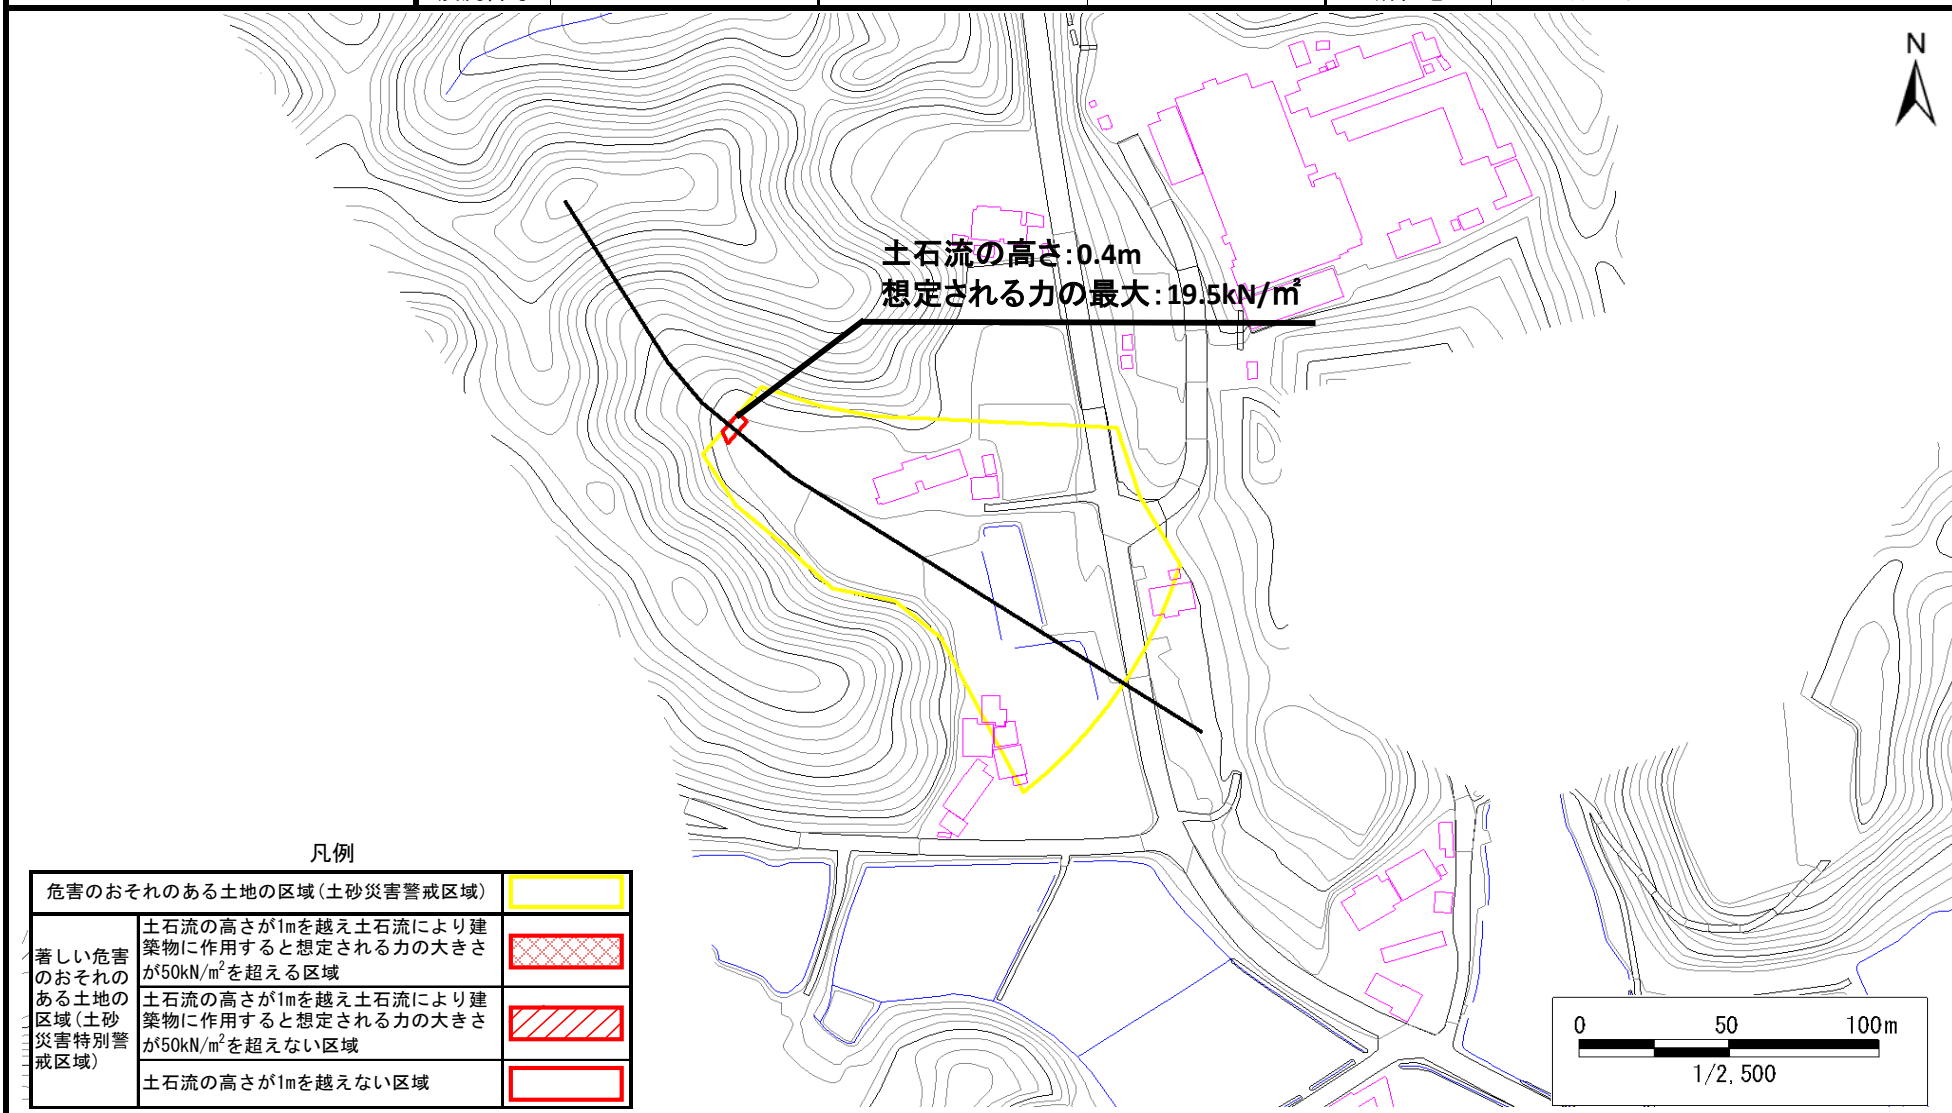 N
土石流の高さ:0.4m
想定される力の最大:19.5kN/㎡
凡例
危害のおそれのある土地の区域(土砂災害警戒区域)
著しい危害
のおそれの
ある土地の
区域(土砂
災害特別警
戒区域)
土石流の高さが1mを越え土石流により建
築物に作用すると想定される力の大きさ
が50kN/m²を超える区域
土石流の高さが1mを越え土石流により建
築物に作用すると想定される力の大きさ
が50kN/m²を超えない区域
土石流の高さが1mを越えない区域
0 50 100m
1/2,500